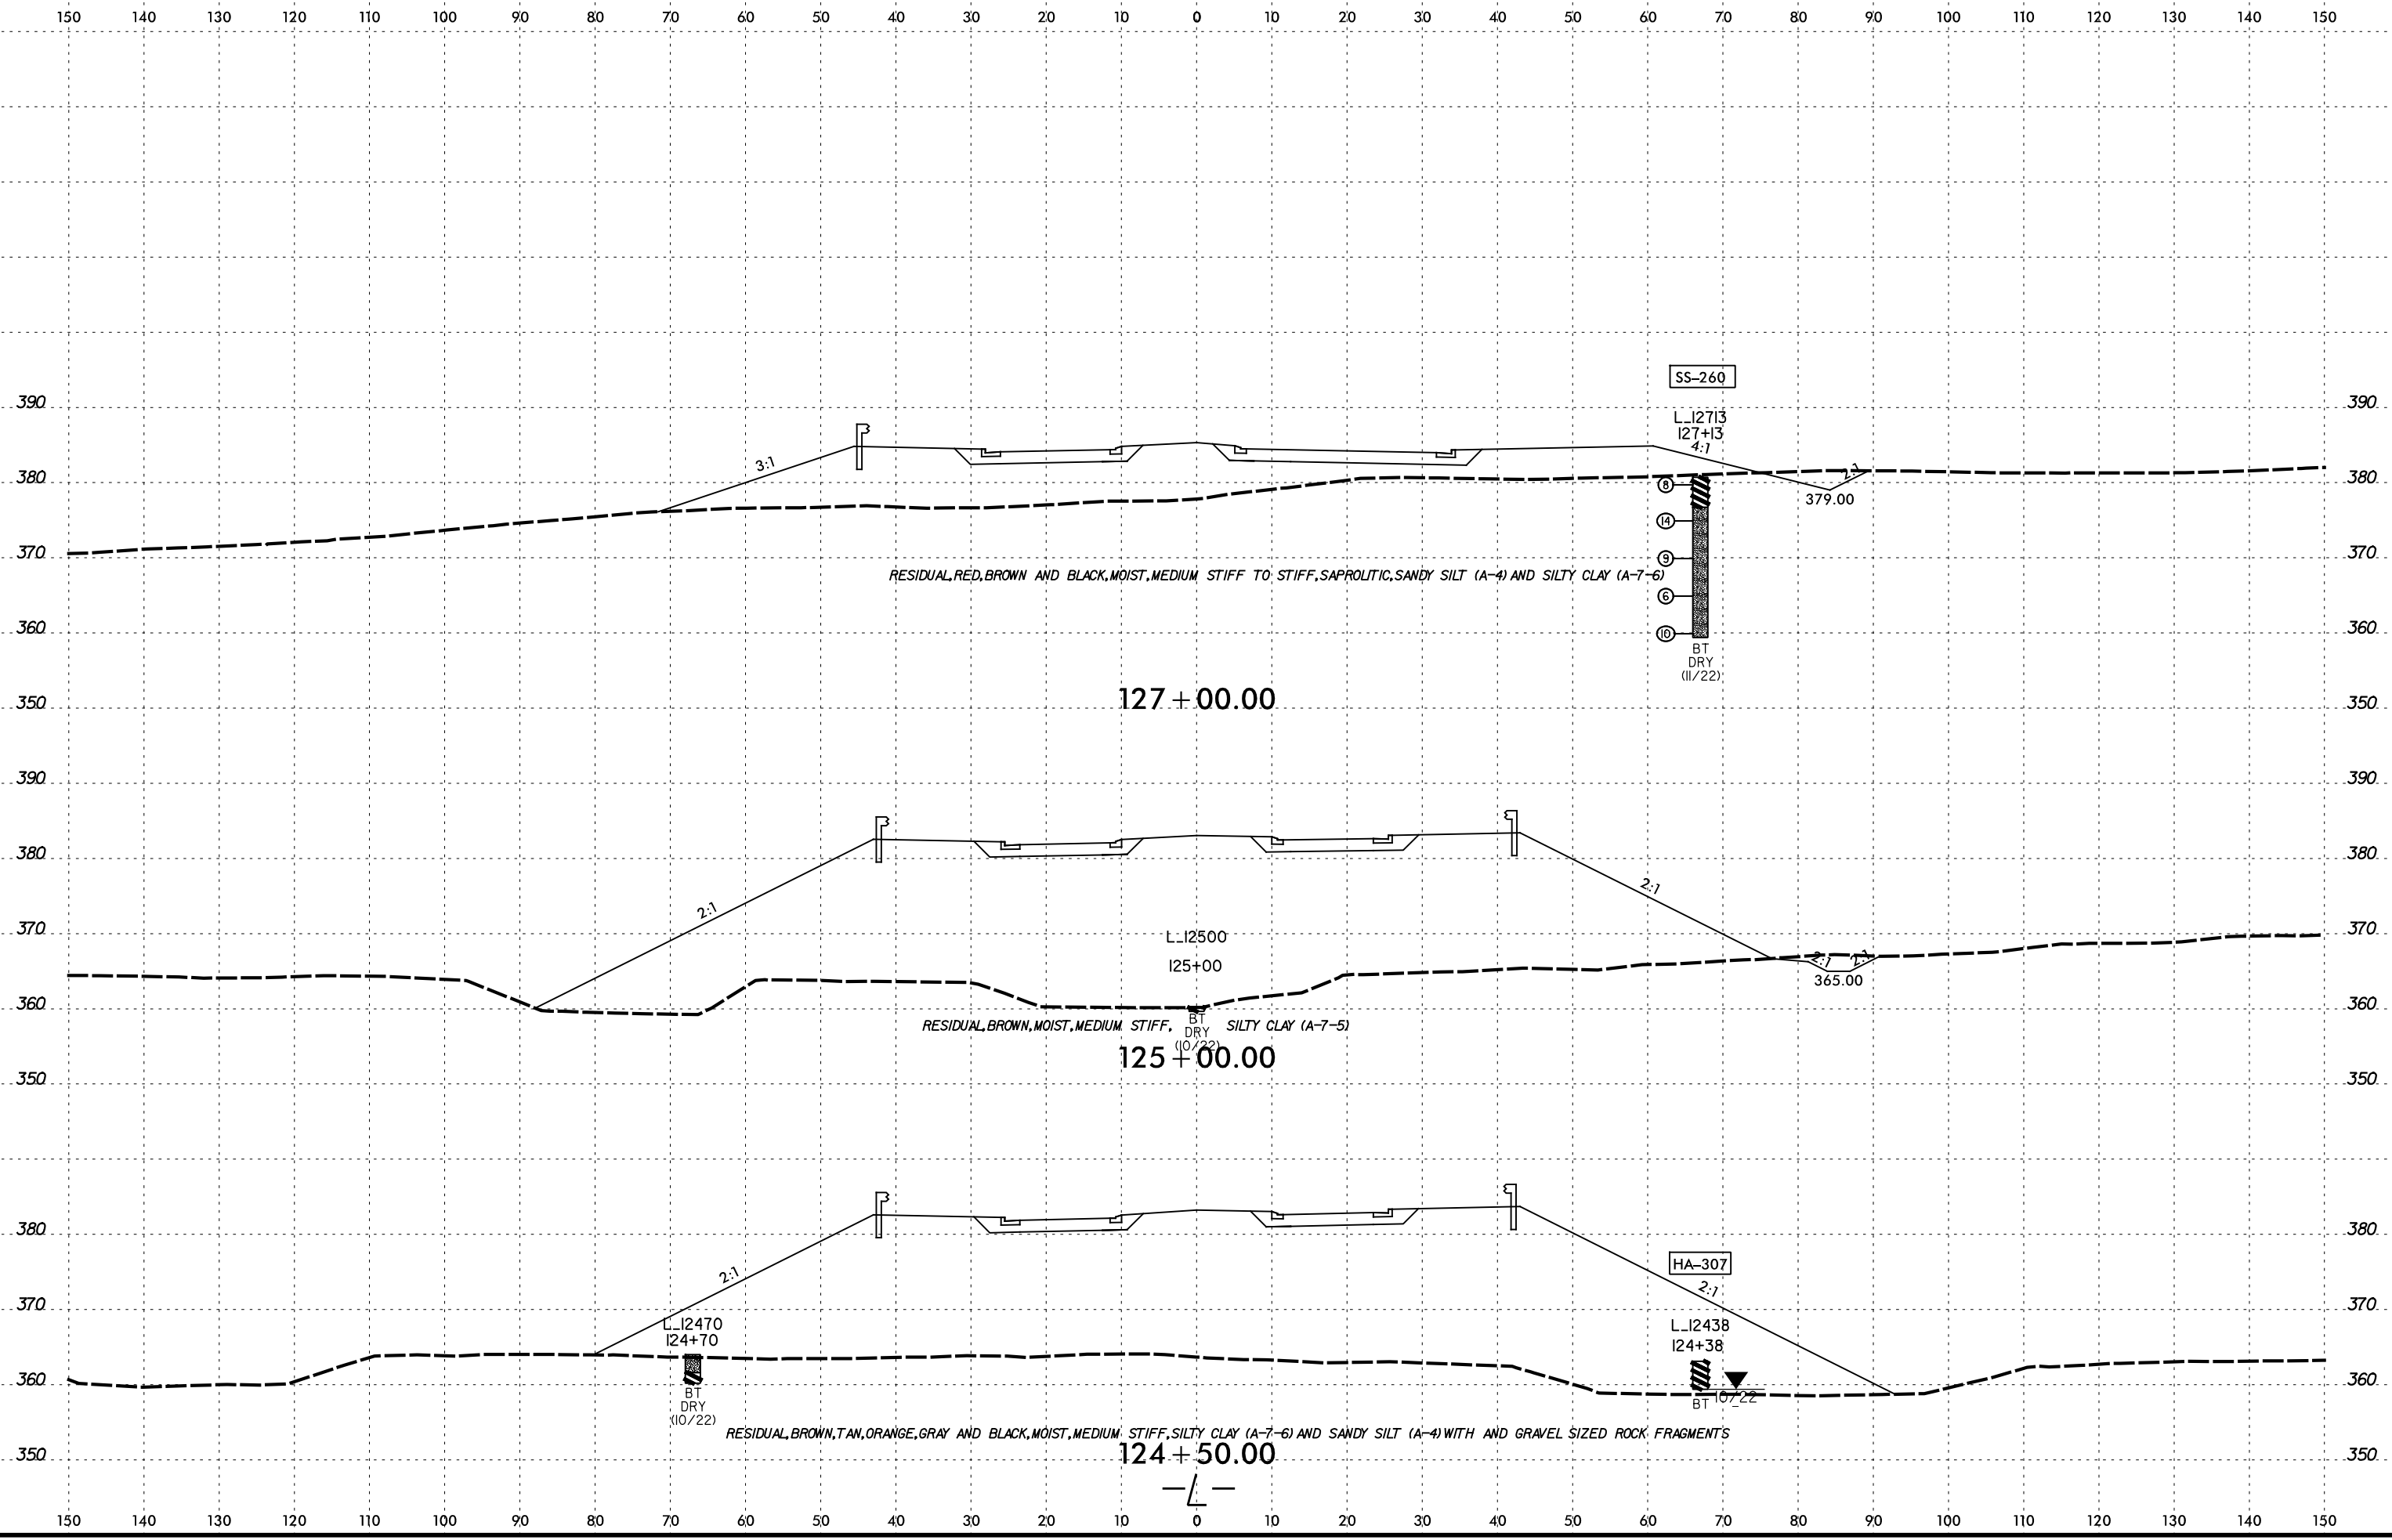 150 140 130 120 110 100 90 80 70 60 50 40 30 20 10 0 10 20 30 40 50 60 70 80 90 100 110 120 130 140 150
SS-260
390 390
L_12713
127+13
4:1
3:1
2:1
380 380
8
379.00
14
370 370
9
RESIDUAL,RED,BROWN AND BLACK,MOIST,MEDIUM STIFF TO STIFF,SAPROLITIC,SANDY SILT (A-4) AND SILTY CLAY (A-7-6)
6
360 360
10
BT
DRY
(11/22)
127+00.00
350 350
390 390
380 380
2:1
2:1
370 370
L_12500
125+00
2:1 2:1
365.00
360 360
BT
RESIDUAL,BROWN,MOIST,MEDIUM STIFF, SILTY CLAY (A-7-5)
DRY
(10/22)
125+00.00
350 350
380 380
HA-307
2:1
2:1
370 370
L_12470
124+70
L_12438
124+38
360 360
BT
DRY
(10/22)
10/22
BT
RESIDUAL,BROWN,TAN,ORANGE,GRAY AND BLACK,MOIST,MEDIUM STIFF,SILTY CLAY (A-7-6) AND SANDY SILT (A-4) WITH AND GRAVEL SIZED ROCK FRAGMENTS
124+50.00
350 350
-L-
150 140 130 120 110 100 90 80 70 60 50 40 30 20 10 0 10 20 30 40 50 60 70 80 90 100 110 120 130 140 150